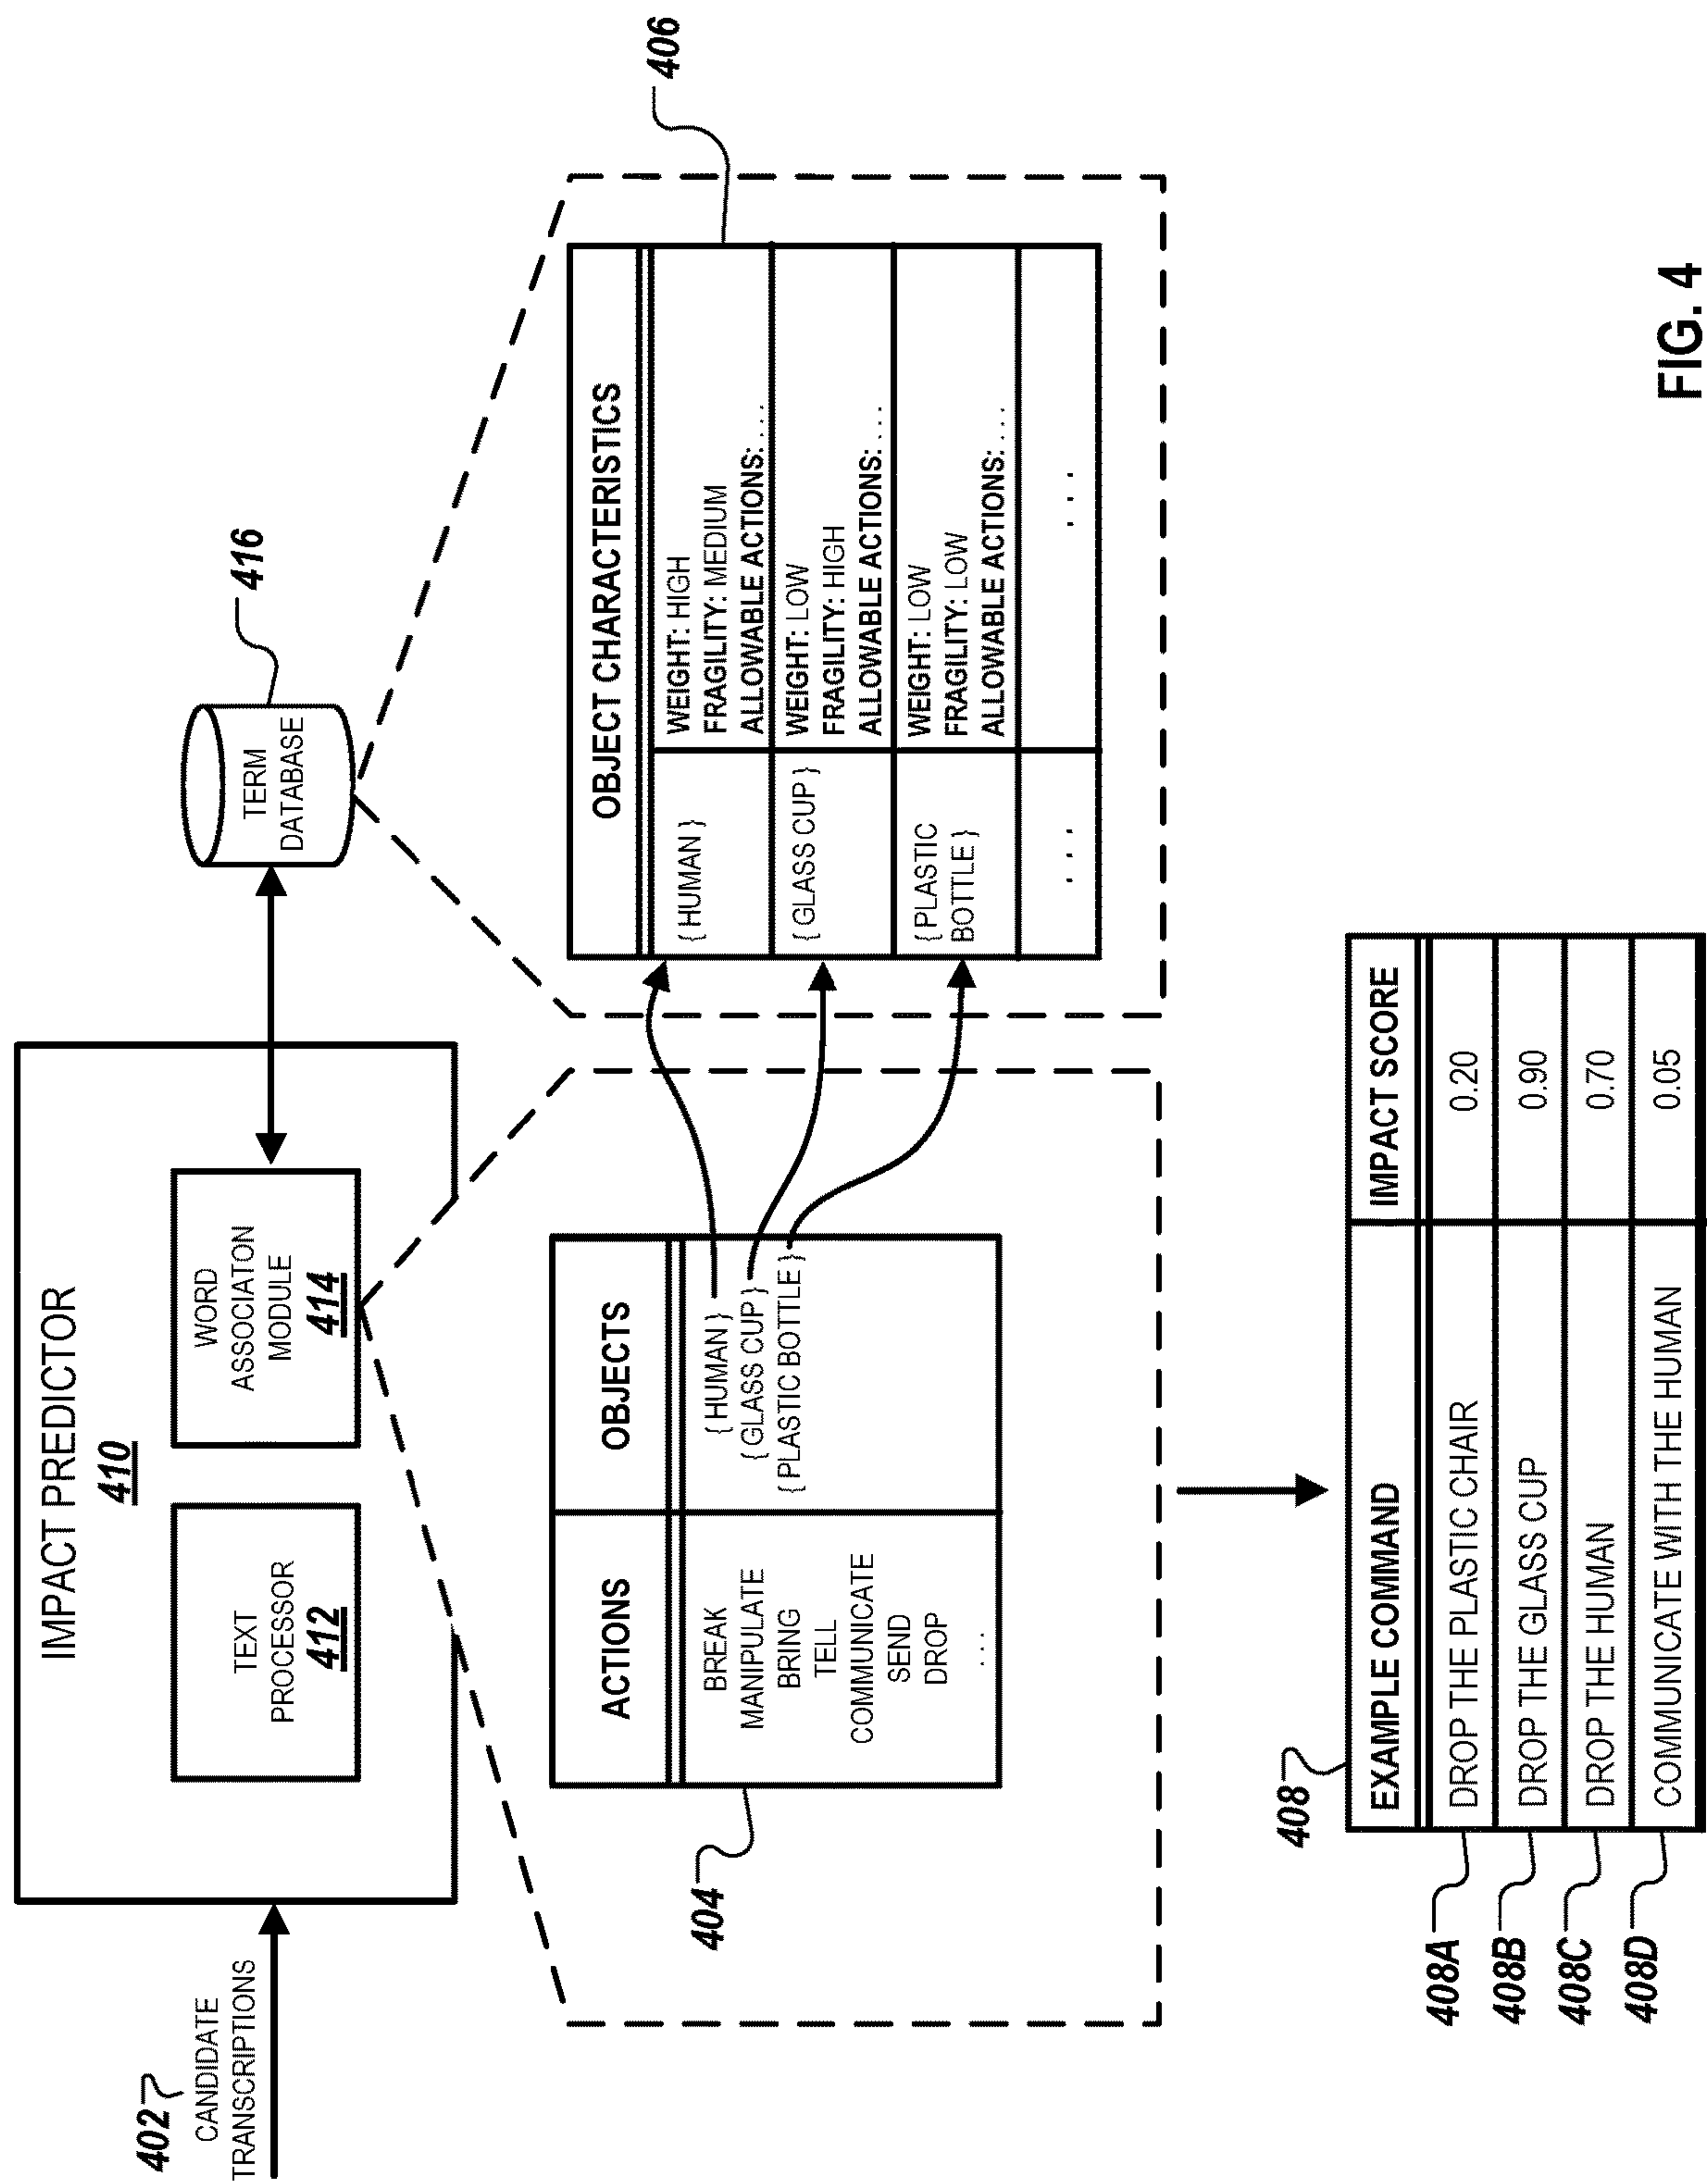 402
CANDIDATE
TRANSCRIPTIONS
IMPACT PREDICTOR
410
TEXT
PROCESSOR
412
WORD
ASSOCIATON
MODULE
414
TERM
DATABASE
416
404
ACTIONS
OBJECTS
BREAK
MANIPULATE
BRING
TELL
COMMUNICATE
SEND
DROP
...
{ HUMAN }
{ GLASS CUP }
{ PLASTIC BOTTLE }
406
OBJECT CHARACTERISTICS
{ HUMAN }
WEIGHT: HIGH
FRAGILITY: MEDIUM
ALLOWABLE ACTIONS: ...
{ GLASS CUP }
WEIGHT: LOW
FRAGILITY: HIGH
ALLOWABLE ACTIONS: ...
{ PLASTIC
BOTTLE }
WEIGHT: LOW
FRAGILITY: LOW
ALLOWABLE ACTIONS: ...
... ...
408
EXAMPLE COMMAND IMPACT SCORE
408A DROP THE PLASTIC CHAIR 0.20
408B DROP THE GLASS CUP 0.90
408C DROP THE HUMAN 0.70
408D COMMUNICATE WITH THE HUMAN 0.05
FIG. 4